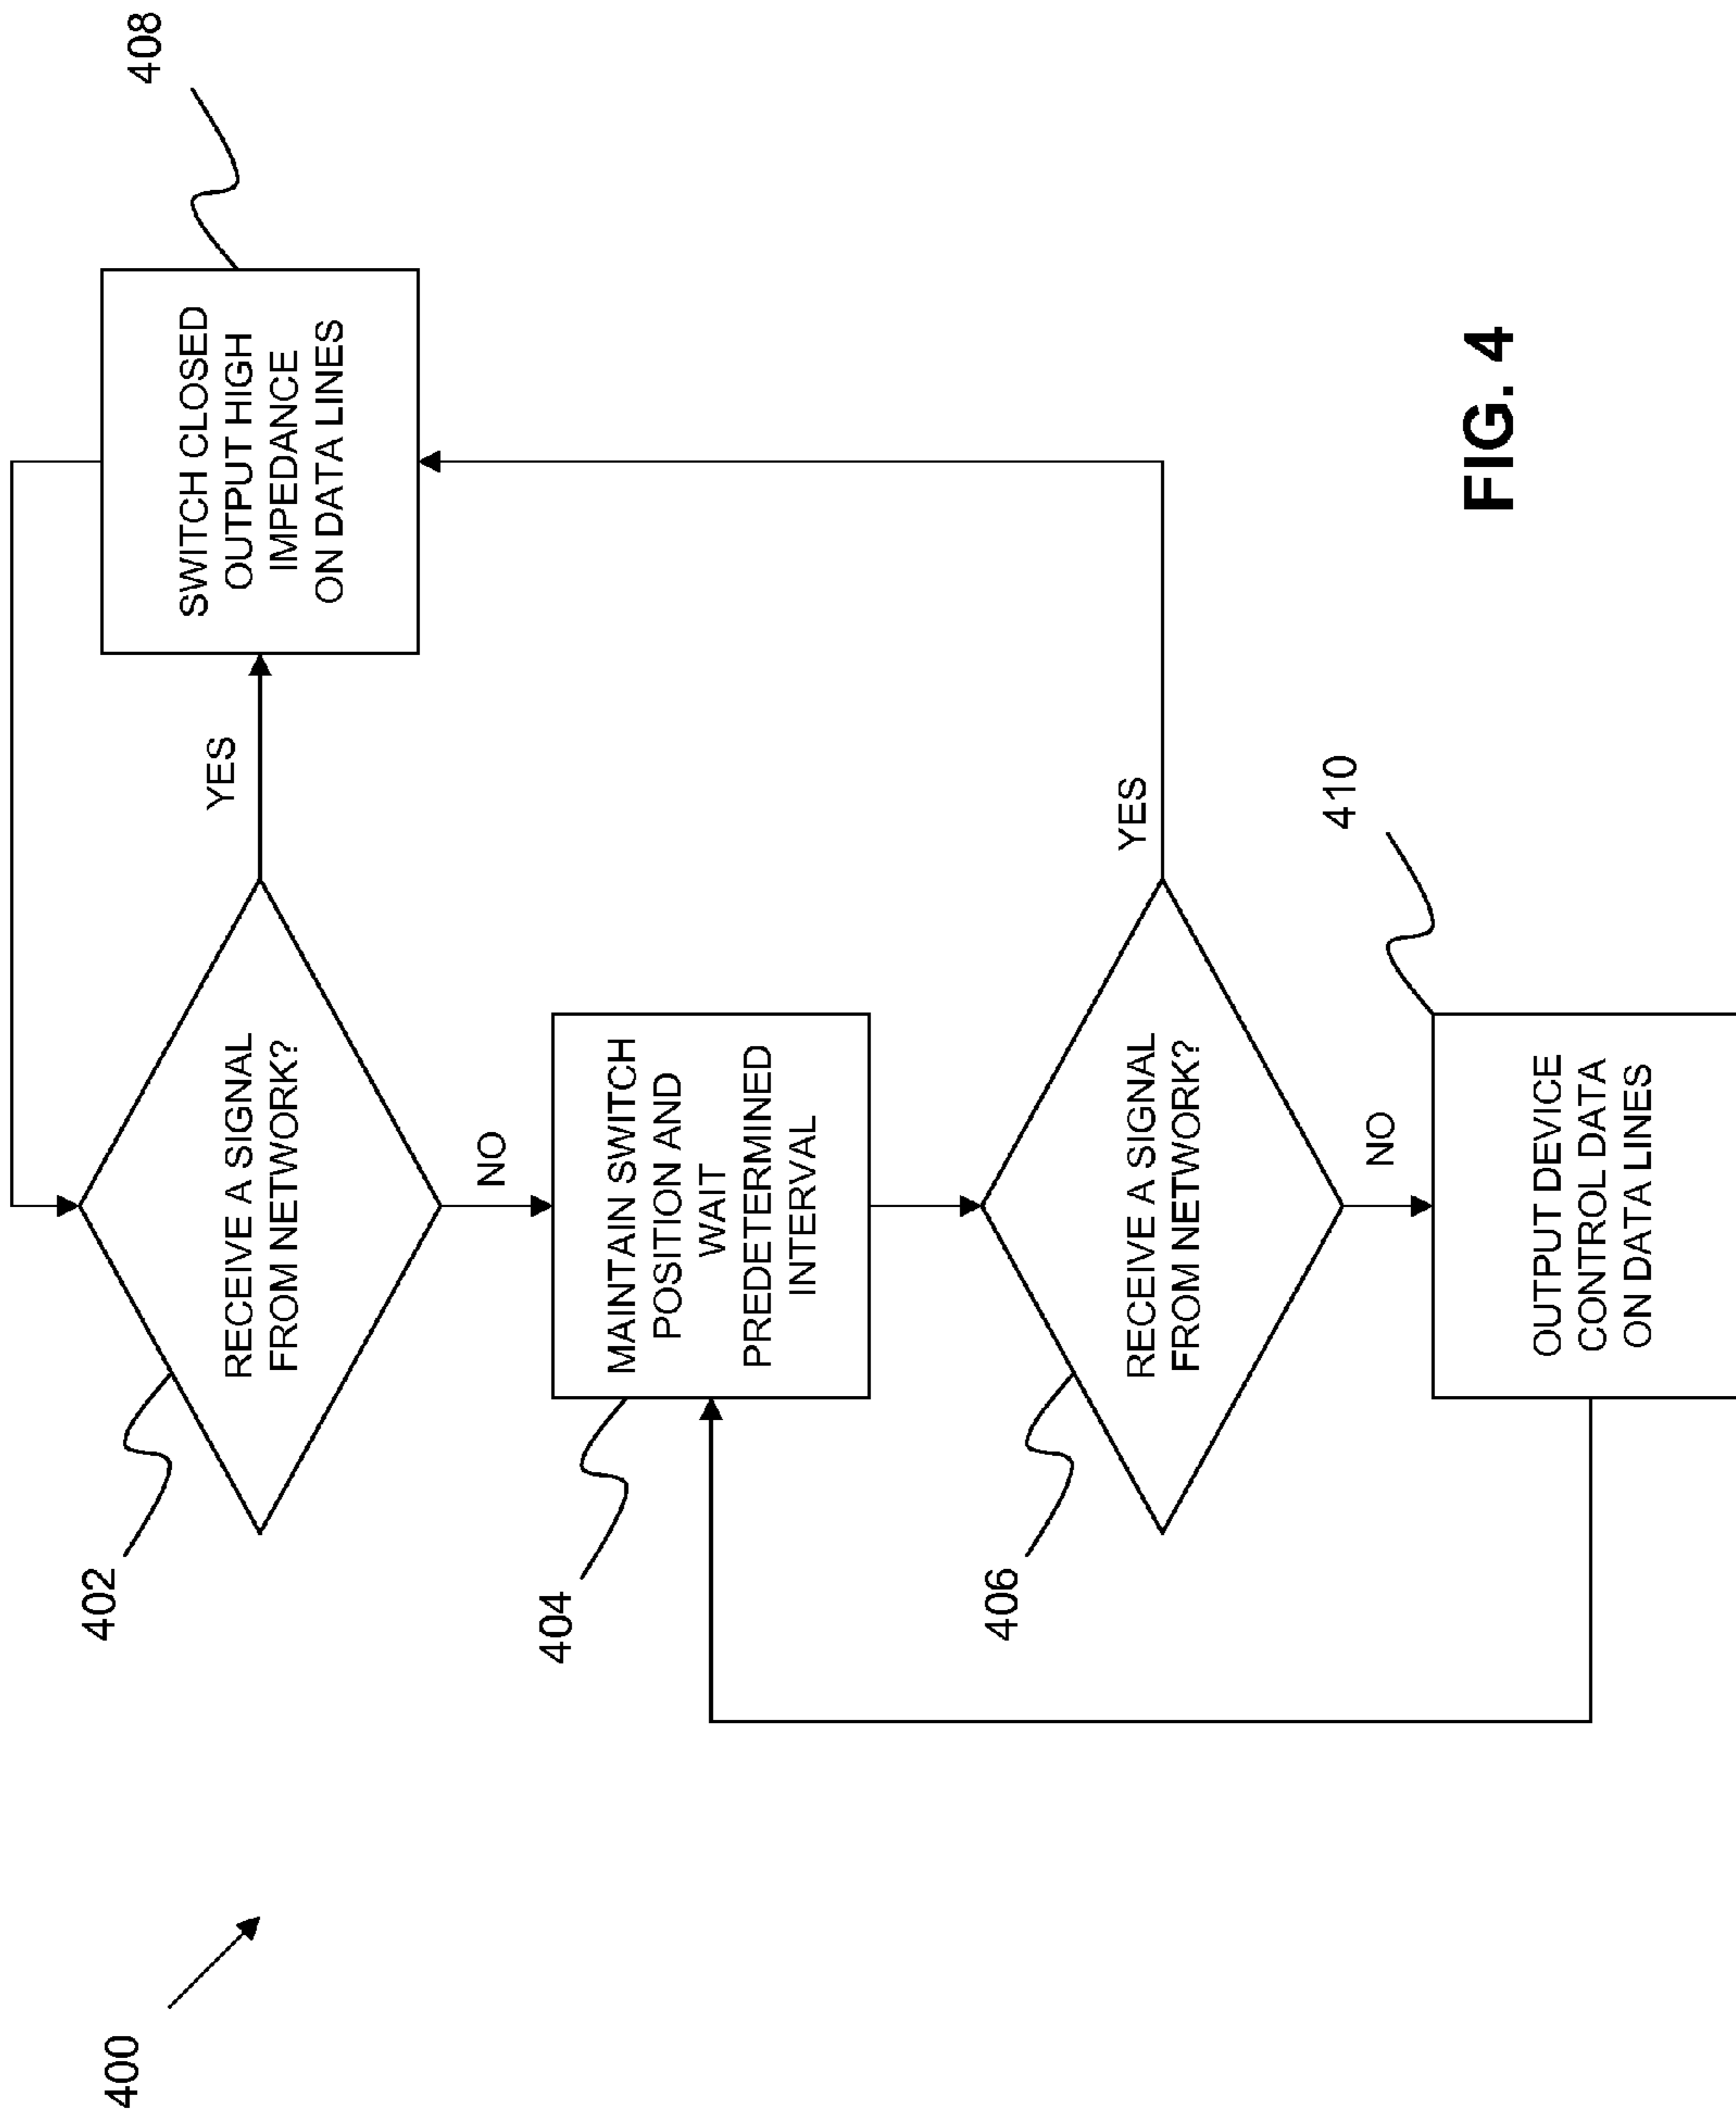 400
402
RECEIVE A SIGNAL
FROM NETWORK?
YES
SWITCH CLOSED
OUTPUT HIGH
IMPEDANCE
ON DATA LINES
408
NO
404
MAINTAIN SWITCH
POSITION AND
WAIT
PREDETERMINED
INTERVAL
406
RECEIVE A SIGNAL
FROM NETWORK?
YES
NO
410
OUTPUT DEVICE
CONTROL DATA
ON DATA LINES
FIG. 4